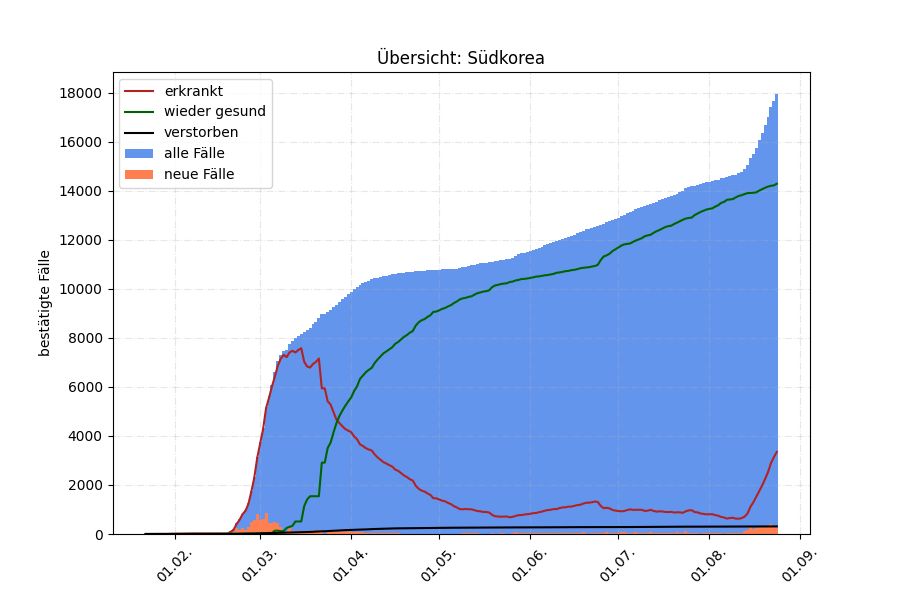 Übersicht: Südkorea
erkrankt
wieder gesund
verstorben
alle Fälle
neue Fälle
bestätigte Fälle
18000
16000
14000
12000
10000
8000
6000
4000
2000
0
01.02.
01.03.
01.04.
01.05.
01.06.
01.07.
01.08.
01.09.